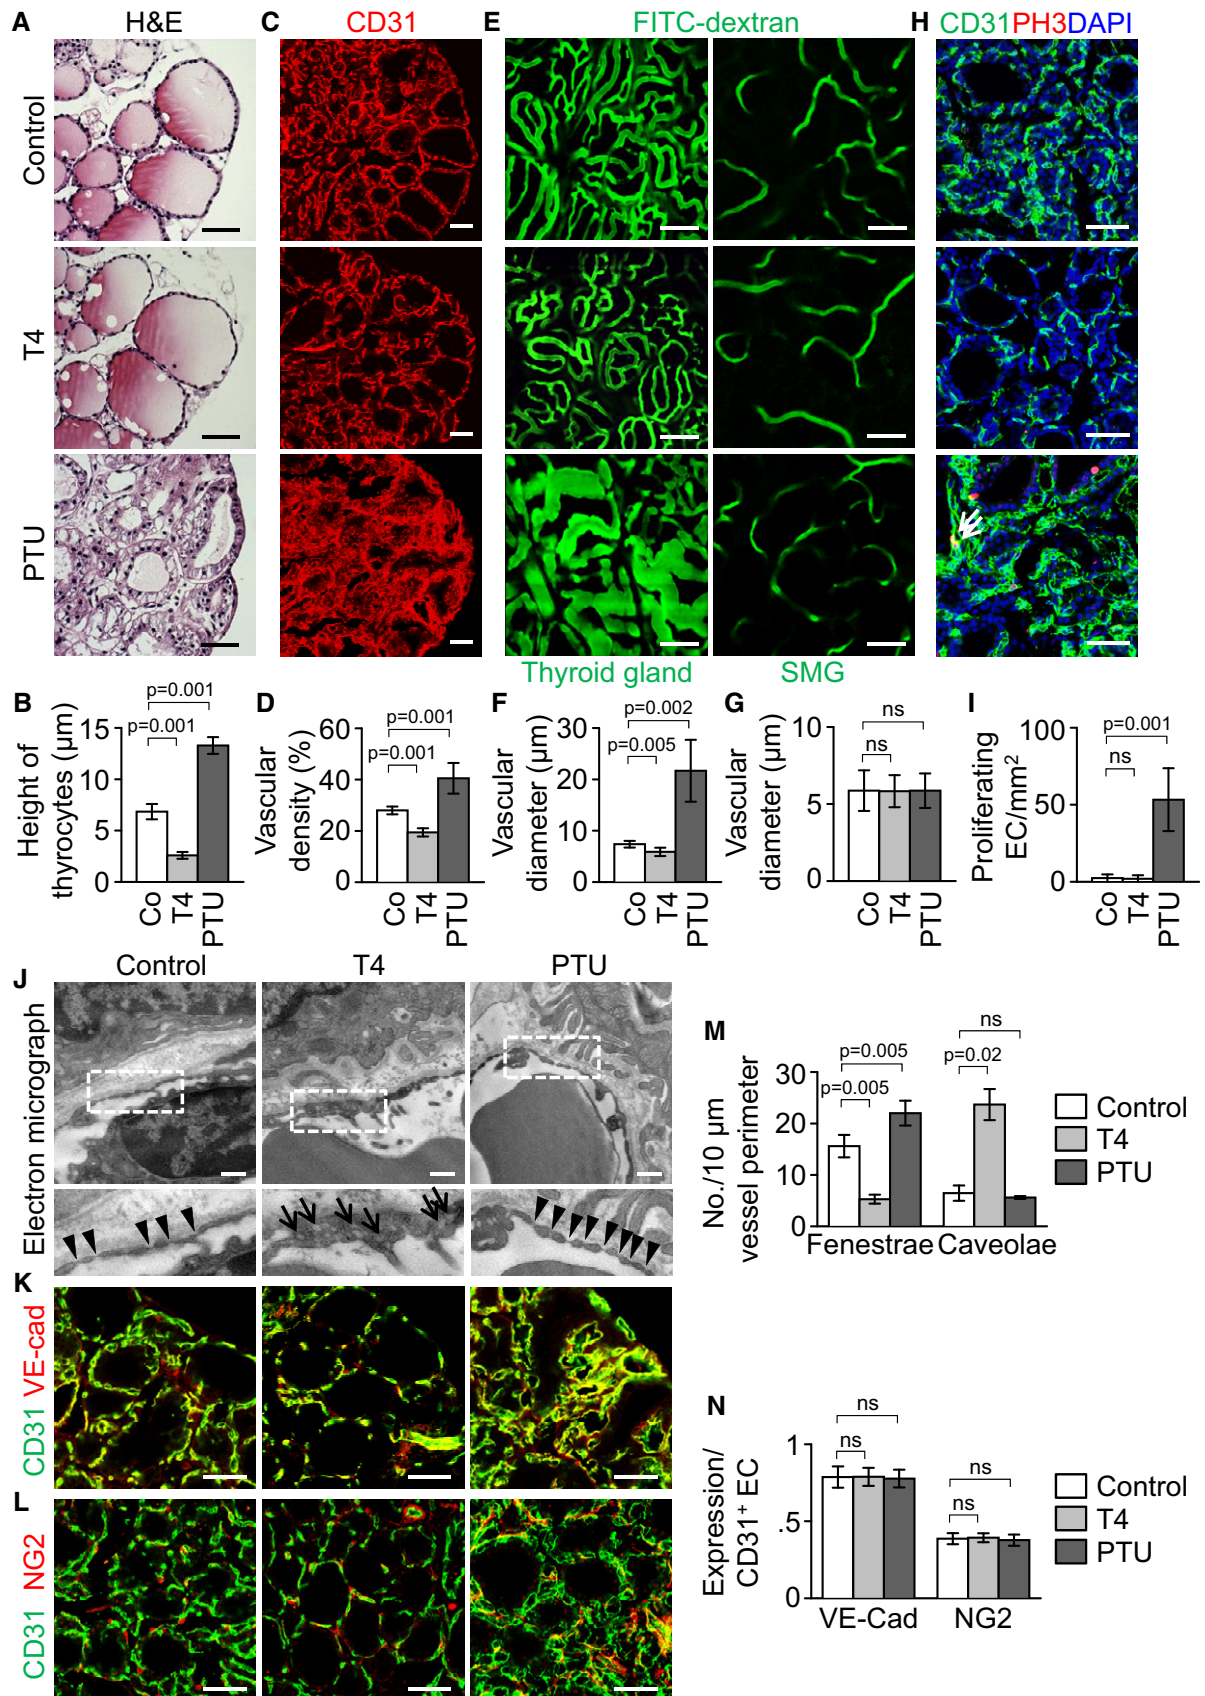 A H&E C CD31 E FITC-dextran H CD31PH3DAPI
Control
T4
PTU
Thyroid gland SMG
B
Height of
thyrocytes (µm)
p=0.001
p=0.001
15
10
5
0
Co
T4
PTU
D
Vascular
density (%)
p=0.001
p=0.001
60
40
20
0
Co
T4
PTU
F
Vascular
diameter (µm)
p=0.002
p=0.005
30
20
10
0
Co
T4
PTU
G
Vascular
diameter (µm)
ns
ns
10
5
0
Co
T4
PTU
I
Proliferating
EC/mm²
p=0.001
ns
100
50
0
Co
T4
PTU
J Control T4 PTU
Electron micrograph
K
CD31 VE-cad
L
CD31 NG2
M
No./10 µm
vessel perimeter
ns
p=0.005 p=0.02
p=0.005
30
20
10
0
Fenestrae Caveolae
Control
T4
PTU
N
Expression/
CD31⁺ EC
ns
ns
ns
ns
1
.5
0
VE-Cad NG2
Control
T4
PTU